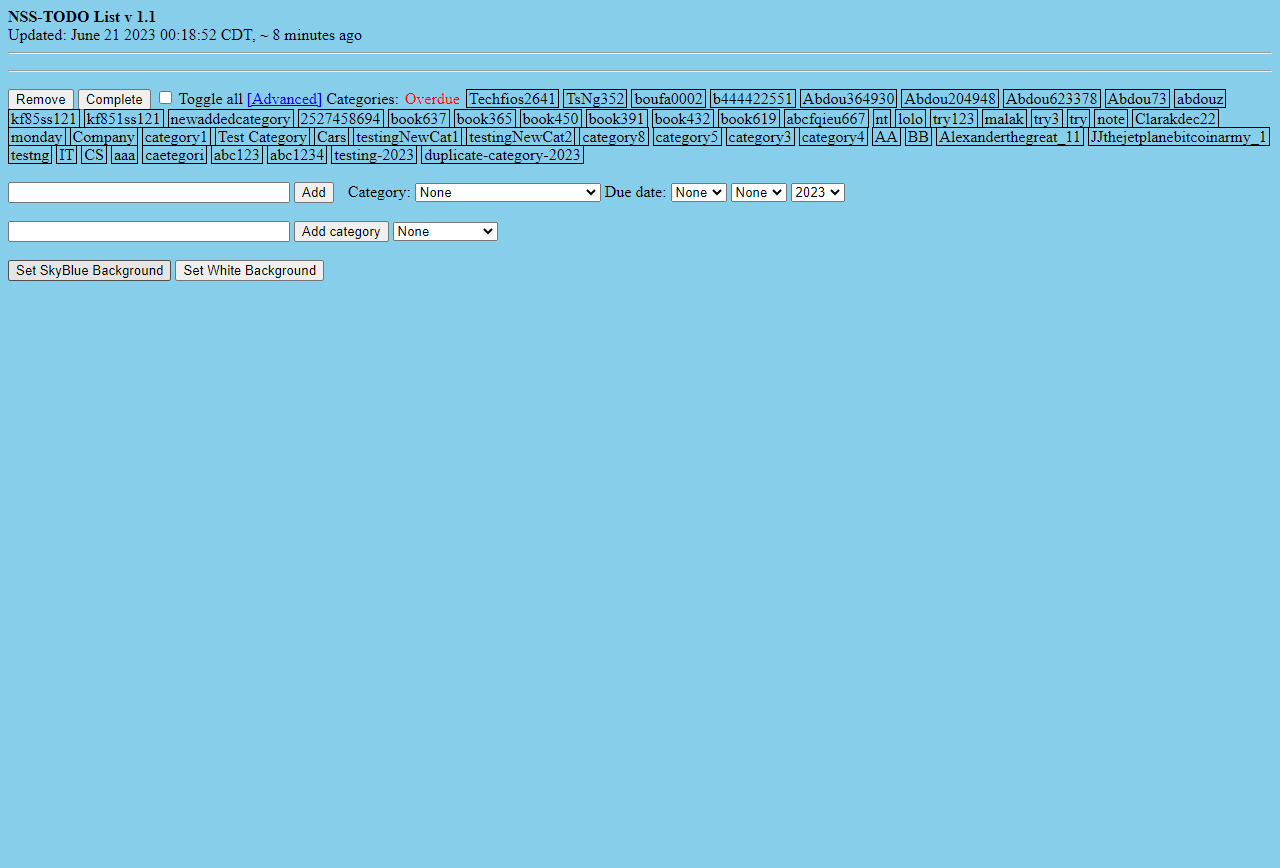 NSS-TODO List v 1.1
Updated: June 21 2023 00:18:52 CDT, ~ 8 minutes ago
Remove Complete Toggle all [Advanced] Categories: Overdue Techfios2641 TsNg352 boufa0002 b444422551 Abdou364930 Abdou204948 Abdou623378 Abdou73 abdouz
kf85ss121 kf851ss121 newaddedcategory 2527458694 book637 book365 book450 book391 book432 book619 abcfqieu667 nt lolo try123 malak try3 try note Clarakdec22
monday Company category1 Test Category Cars testingNewCat1 testingNewCat2 category8 category5 category3 category4 AA BB Alexanderthegreat_11 JJthejetplanebitcoinarmy_1
testng IT CS aaa caetegori abc123 abc1234 testing-2023 duplicate-category-2023
Add Category: None Due date: None None 2023
Add category None
Set SkyBlue Background Set White Background